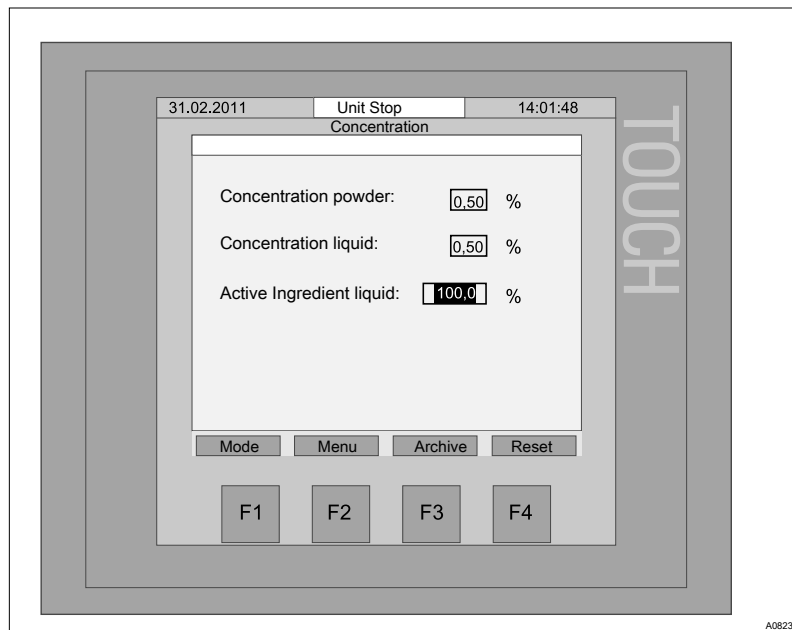 31.02.2011 Unit Stop 14:01:48
Concentration
TOUCH
Concentration powder: 0,50 %
Concentration liquid: 0,50 %
Active Ingredient liquid: 100,0 %
Mode Menu Archive Reset
F1 F2 F3 F4
A0823